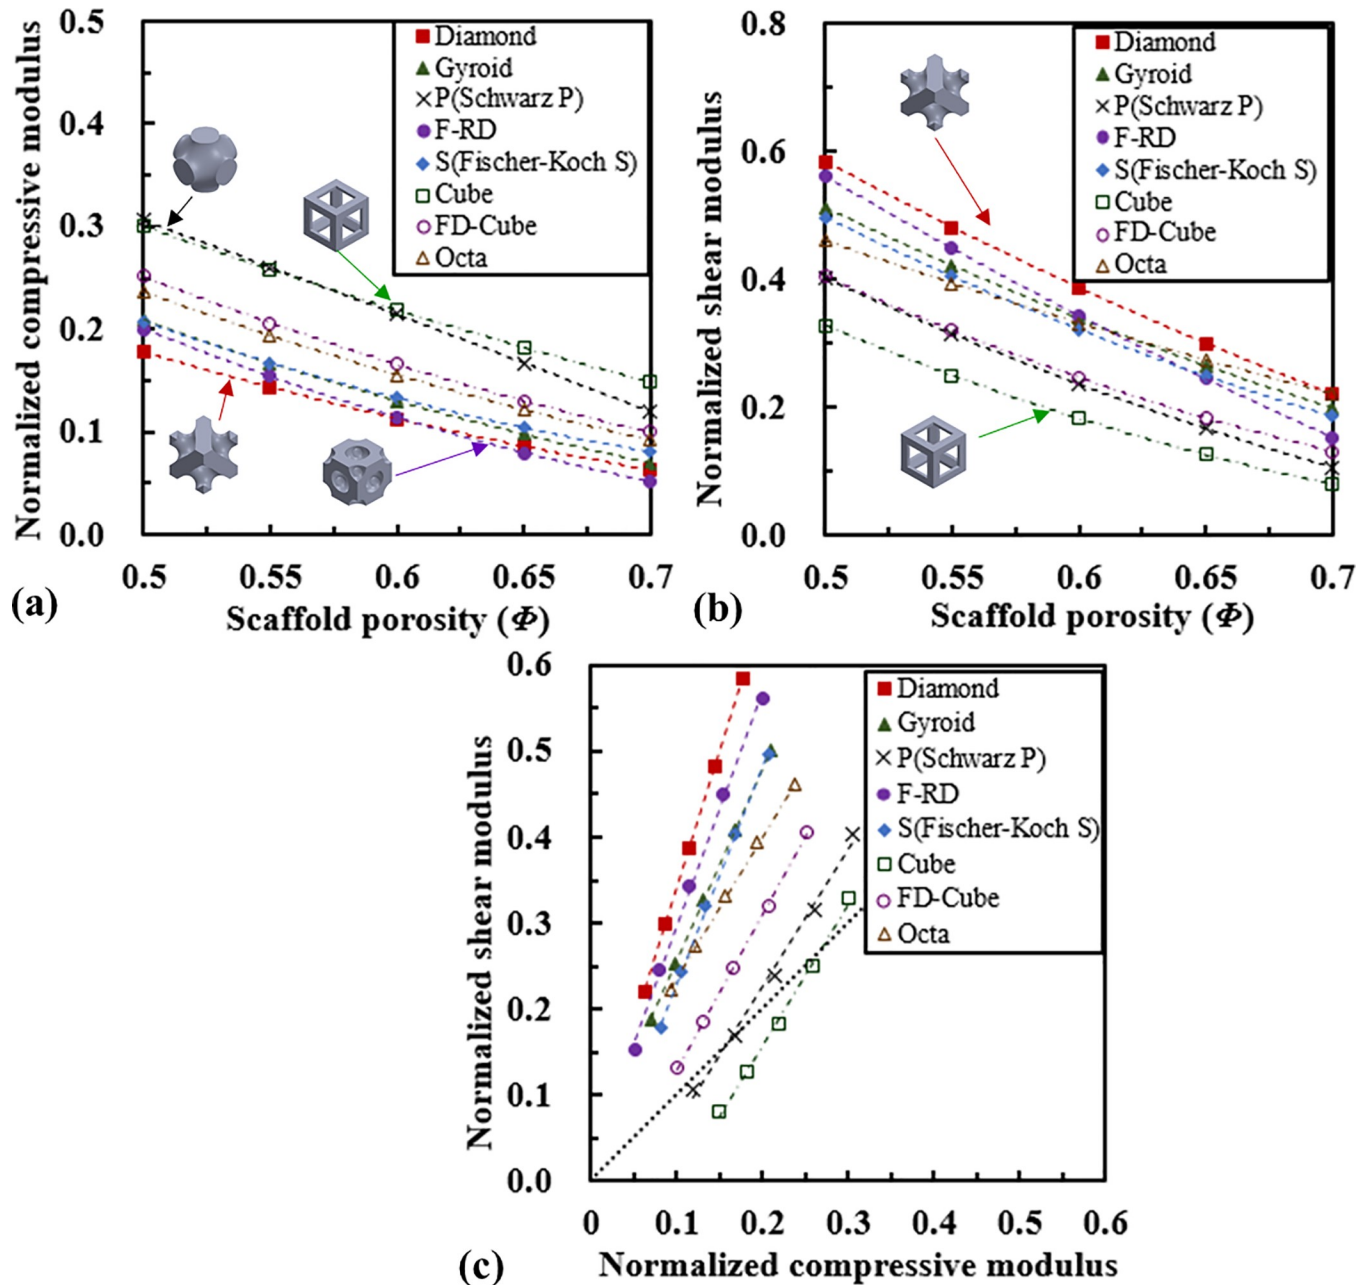 Normalized compressive modulus
0.5
0.4
0.3
0.2
0.1
0.0
Diamond
Gyroid
P(Schwarz P)
F-RD
S(Fischer-Koch S)
Cube
FD-Cube
Octa
0.5 0.55 0.6 0.65 0.7
Scaffold porosity (Φ)
(a)
Normalized shear modulus
0.8
0.6
0.4
0.2
0.0
Diamond
Gyroid
P(Schwarz P)
F-RD
S(Fischer-Koch S)
Cube
FD-Cube
Octa
0.5 0.55 0.6 0.65 0.7
Scaffold porosity (Φ)
(b)
Normalized shear modulus
0.6
0.5
0.4
0.3
0.2
0.1
0.0
Diamond
Gyroid
P(Schwarz P)
F-RD
S(Fischer-Koch S)
Cube
FD-Cube
Octa
0 0.1 0.2 0.3 0.4 0.5 0.6
Normalized compressive modulus
(c)